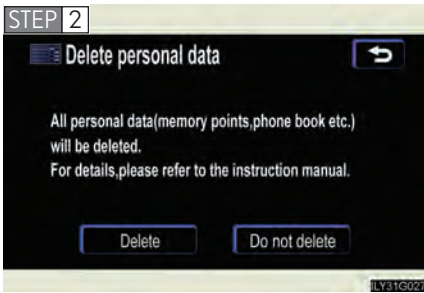 STEP 2
Delete personal data
All personal data(memory points,phone book etc.)
will be deleted.
For details,please refer to the instruction manual.
Delete
Do not delete
ILY31G027